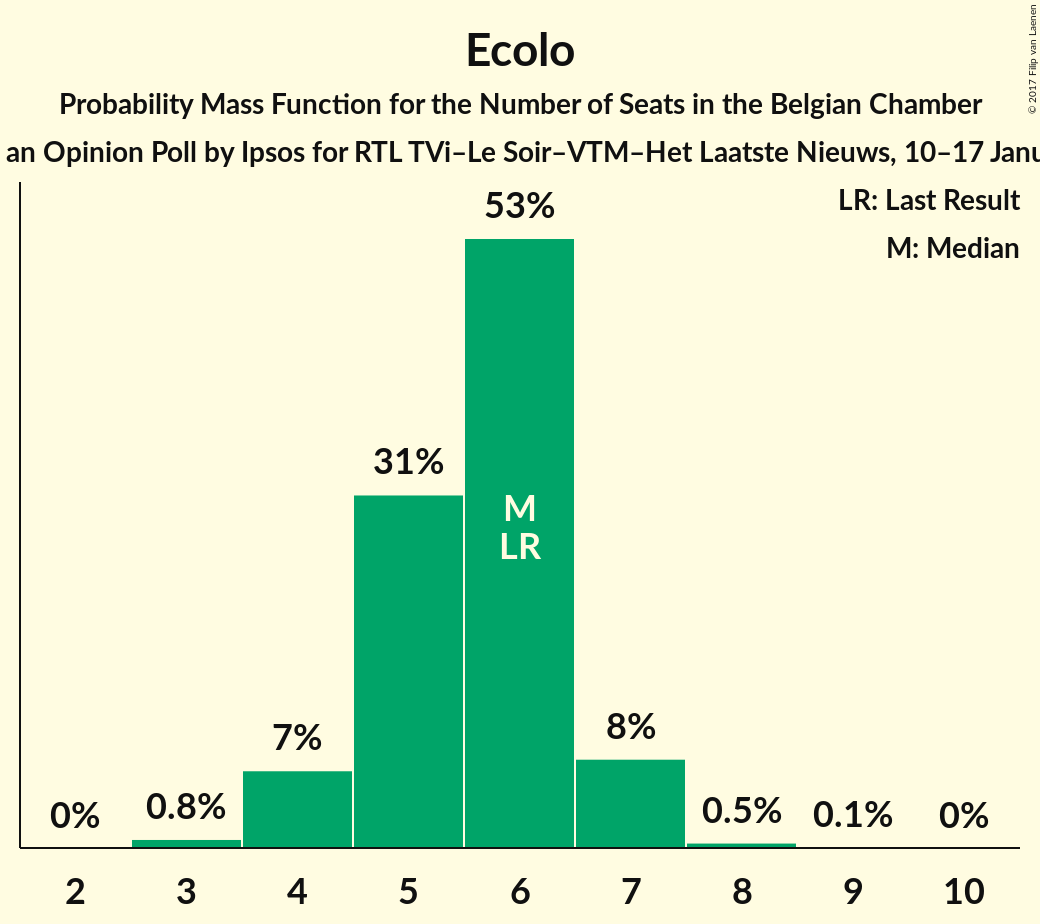 Ecolo
Probability Mass Function for the Number of Seats in the Belgian Chamber
an Opinion Poll by Ipsos for RTL TVi–Le Soir–VTM–Het Laatste Nieuws, 10–17 Janu
© 2017 Filip van Laenen
LR: Last Result
M: Median
53%
31%
M
LR
7%
8%
0%
0.8%
0.5%
0.1%
0%
2 3 4 5 6 7 8 9 10